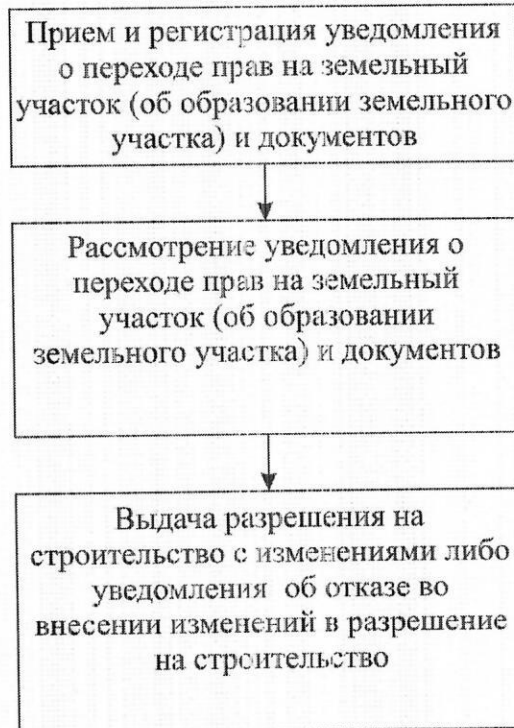 Прием и регистрация уведомления
о переходе прав на земельный
участок (об образовании земельного
участка) и документов
Рассмотрение уведомления о
переходе прав на земельный
участок (об образовании
земельного участка) и документов
Выдача разрешения на
строительство с изменениями либо
уведомления об отказе во
внесении изменений в разрешение
на строительство